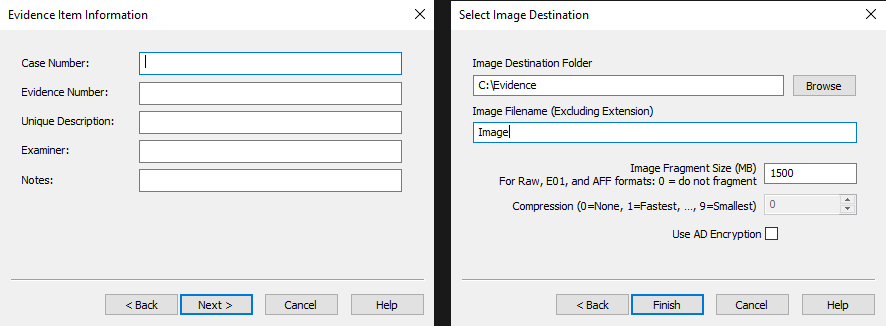 Evidence Item Information
Case Number:
Evidence Number:
Unique Description:
Examiner:
Notes:
< Back
Next >
Cancel
Help
Select Image Destination
Image Destination Folder
C:\Evidence
Browse
Image Filename (Excluding Extension)
Image
Image Fragment Size (MB)
For Raw, E01, and AFF formats: 0 = do not fragment
1500
Compression (0=None, 1=Fastest, ..., 9=Smallest)
0
Use AD Encryption
< Back
Finish
Cancel
Help